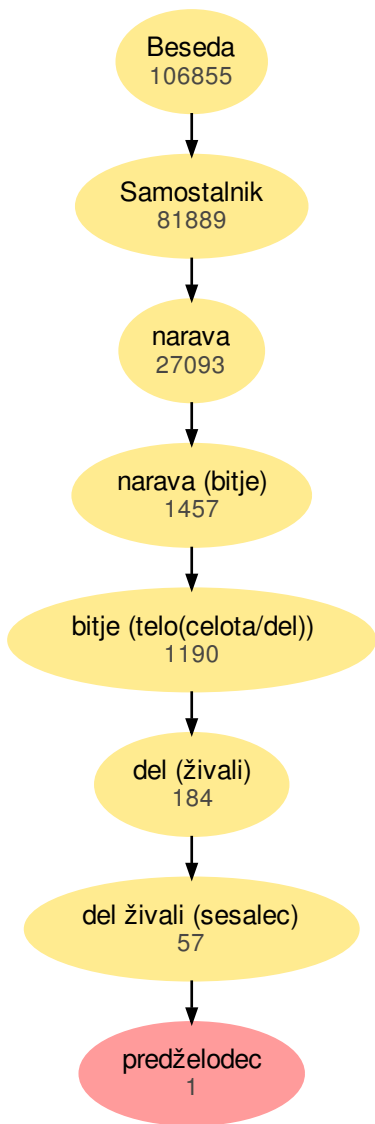 Beseda
106855
Samostalnik
81889
narava
27093
narava (bitje)
1457
bitje (telo(celota/del))
1190
del (živali)
184
del živali (sesalec)
57
predželodec
1